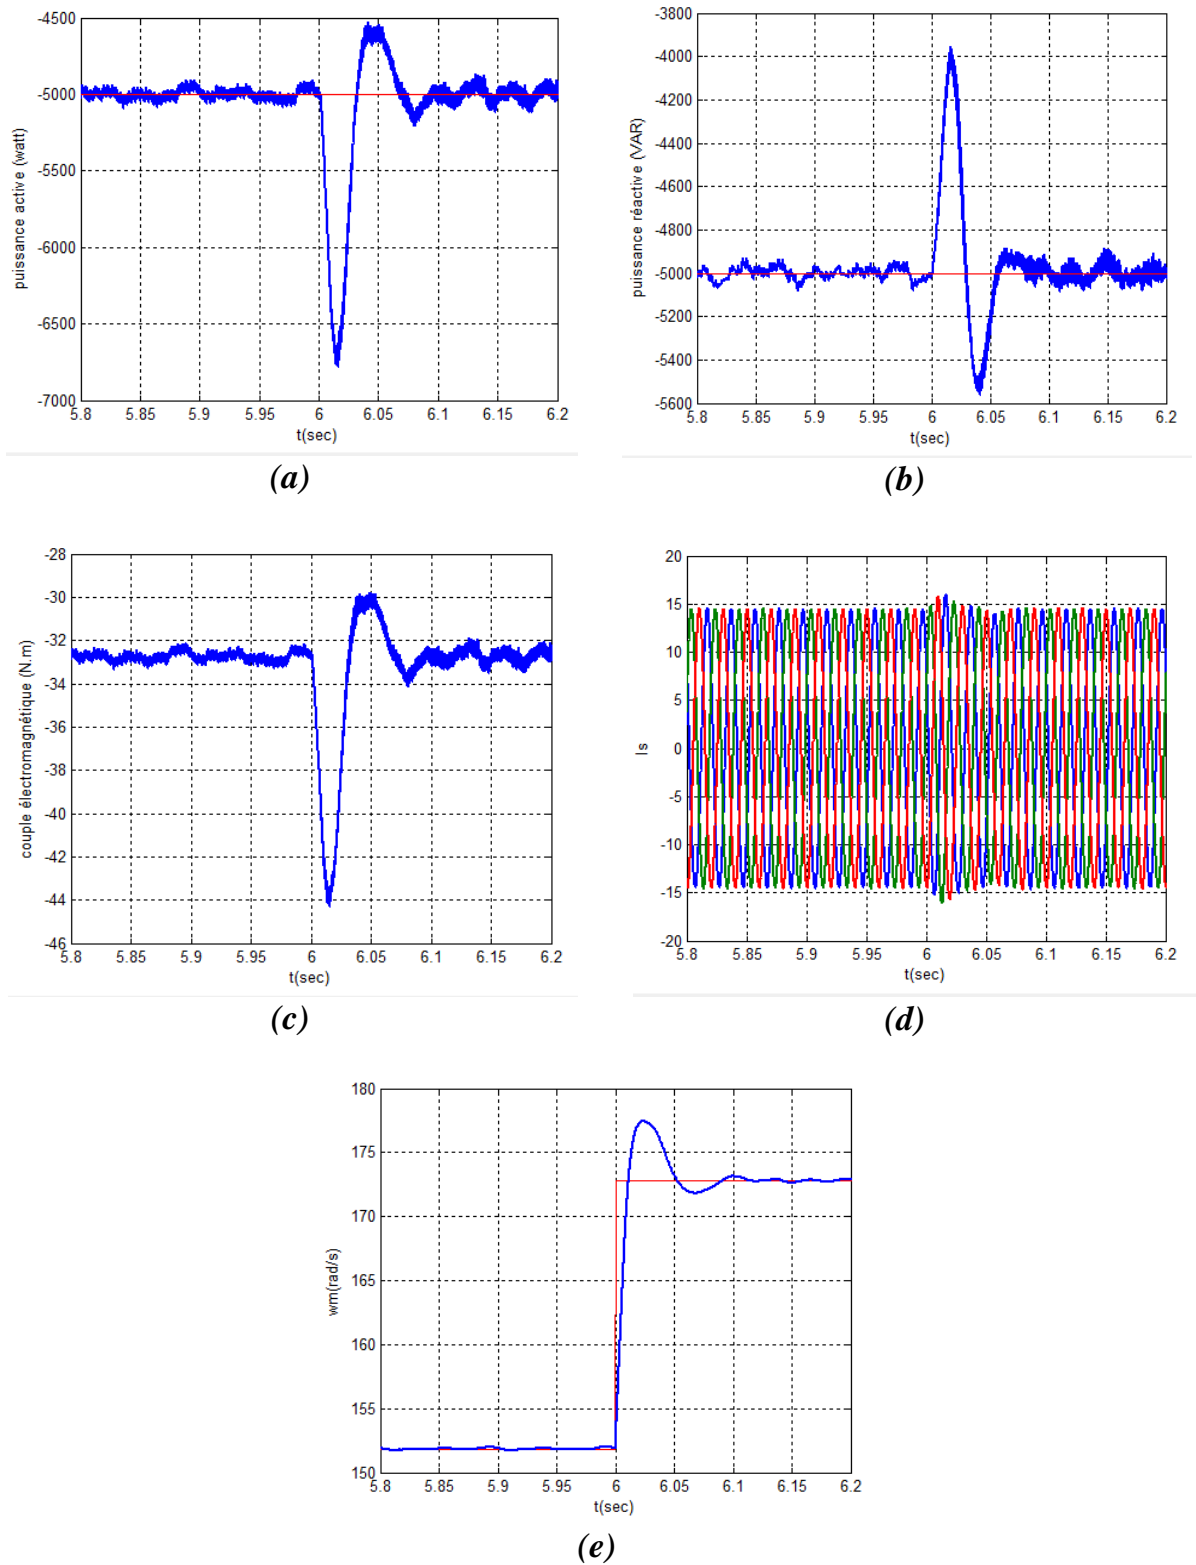 -4500
-5000
-5500
-6000
-6500
-7000
puissance active (watt)
5.8 5.85 5.9 5.95 6 6.05 6.1 6.15 6.2
t(sec)
(a)
-3800
-4000
-4200
-4400
-4600
-4800
-5000
-5200
-5400
-5600
puissance réactive (VAR)
5.8 5.85 5.9 5.95 6 6.05 6.1 6.15 6.2
t(sec)
(b)
-28
-30
-32
-34
-36
-38
-40
-42
-44
-46
couple électromagnétique (N.m)
5.8 5.85 5.9 5.95 6 6.05 6.1 6.15 6.2
t(sec)
(c)
20
15
10
5
0
-5
-10
-15
-20
Is
5.8 5.85 5.9 5.95 6 6.05 6.1 6.15 6.2
t(sec)
(d)
180
175
170
165
160
155
150
wm(rad/s)
5.8 5.85 5.9 5.95 6 6.05 6.1 6.15 6.2
t(sec)
(e)